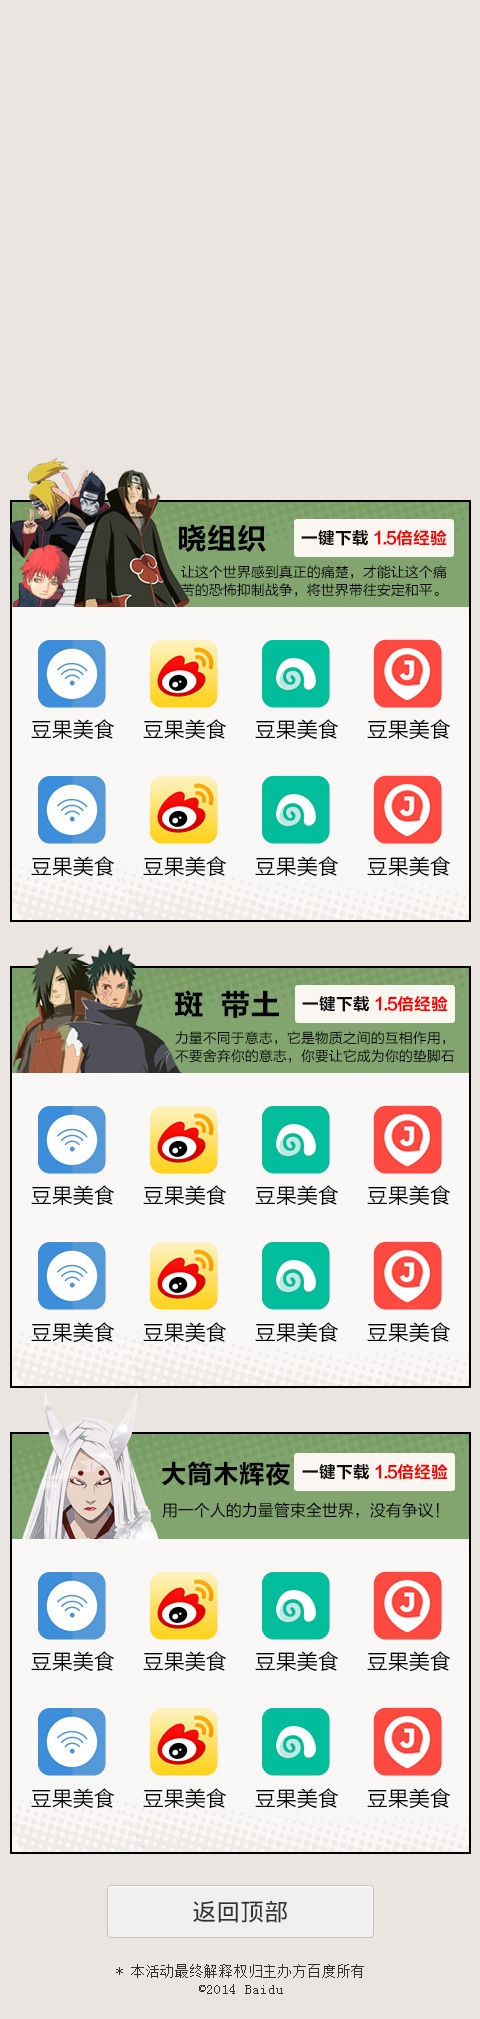 晓组织
一键下载 1.5倍经验
让这个世界感到真正的痛楚，才能让这个痛
苦的恐怖抑制战争，将世界带往安定和平。
豆果美食 豆果美食 豆果美食 豆果美食
豆果美食 豆果美食 豆果美食 豆果美食
斑 带土
一键下载 1.5倍经验
力量不同于意志，它是物质之间的互相作用，
不要舍弃你的意志，你要让它成为你的垫脚石
豆果美食 豆果美食 豆果美食 豆果美食
豆果美食 豆果美食 豆果美食 豆果美食
大筒木辉夜
一键下载 1.5倍经验
用一个人的力量管束全世界，没有争议！
豆果美食 豆果美食 豆果美食 豆果美食
豆果美食 豆果美食 豆果美食 豆果美食
返回顶部
* 本活动最终解释权归主办方百度所有
©2014 Baidu